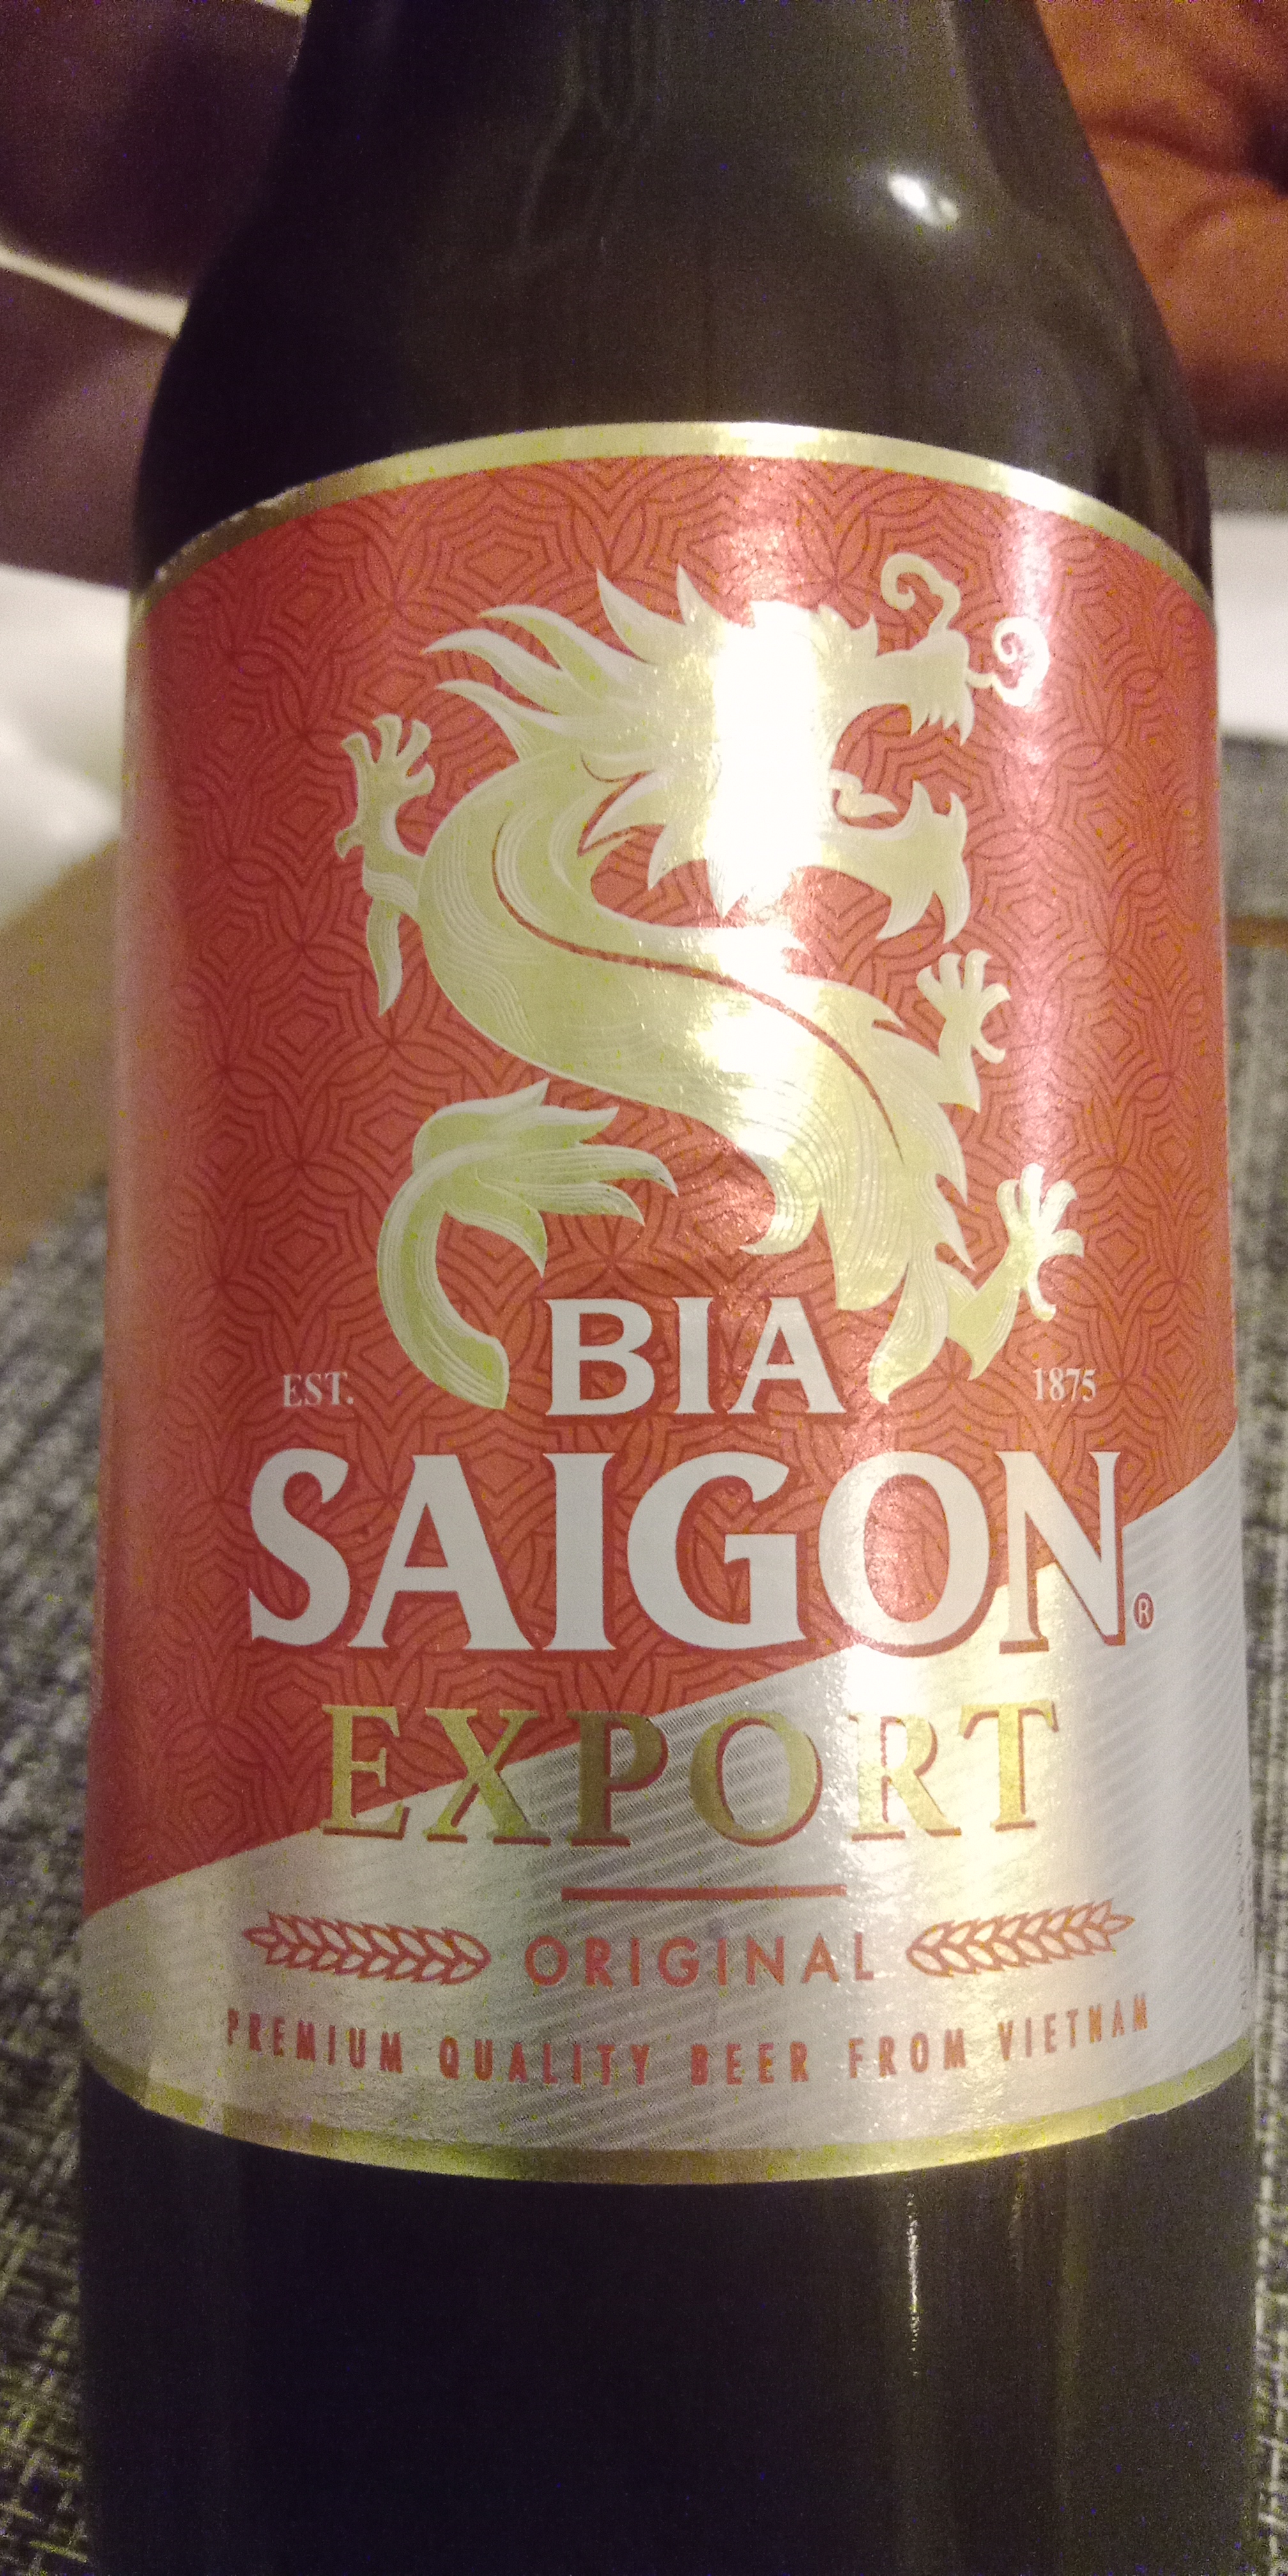 BIA
EST. 1875
SAIGON®
EXPORT
ORIGINAL
PREMIUM QUALITY BEER FROM VIETNAM